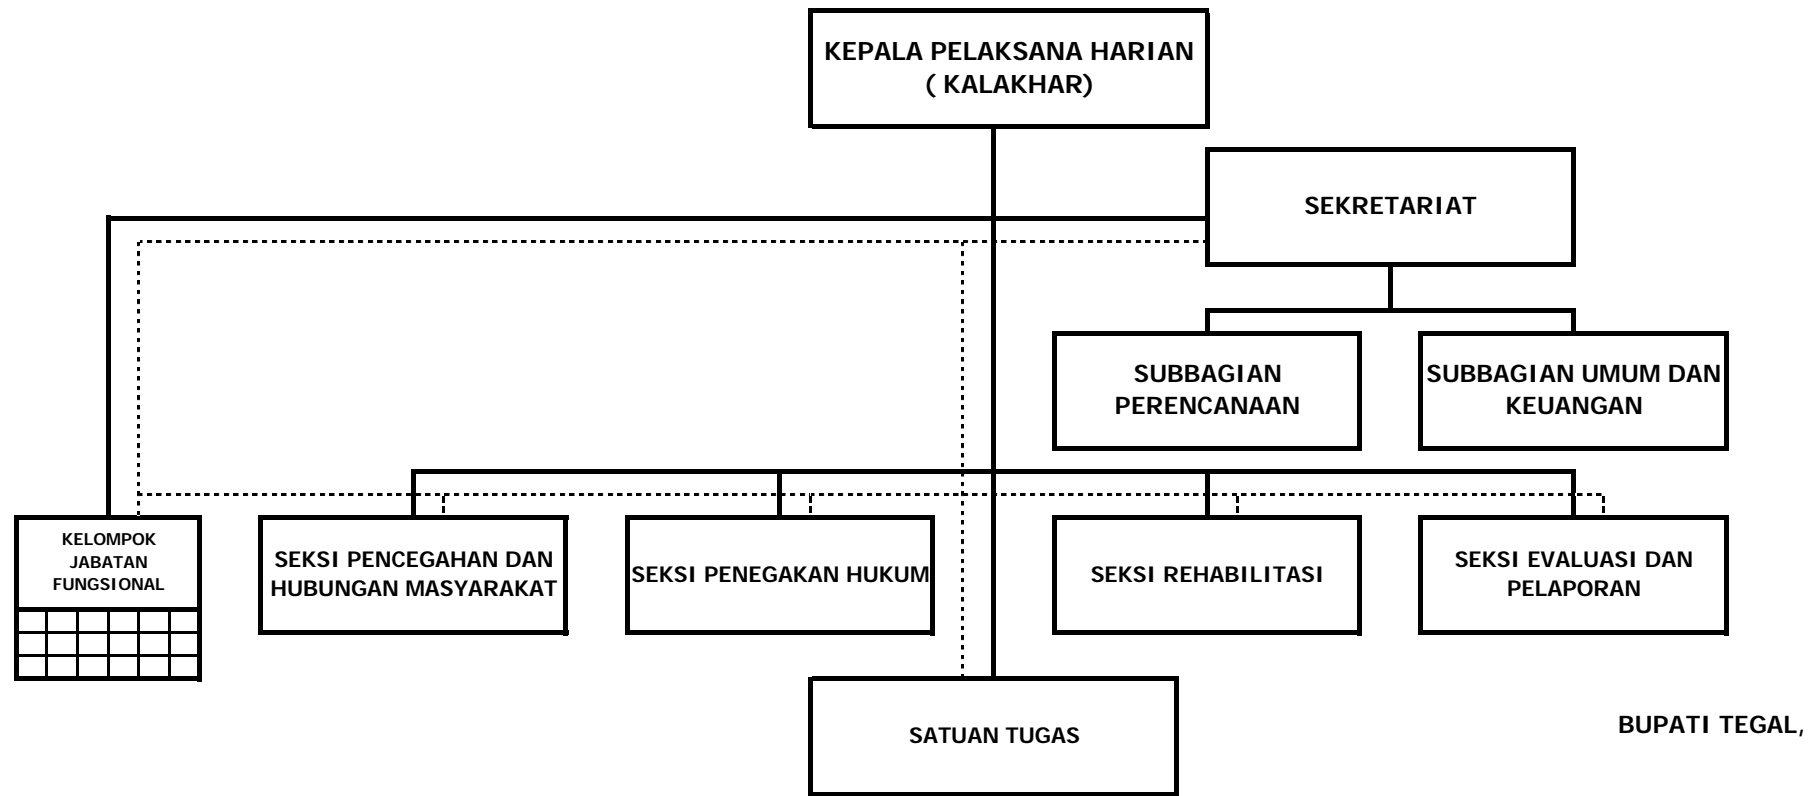 KEPALA PELAKSANA HARIAN
( KALAKHAR)
SEKRETARIAT
SUBBAGIAN
PERENCANAAN
SUBBAGIAN UMUM DAN
KEUANGAN
KELOMPOK
JABATAN
FUNGSIONAL
SEKSI PENCEGAHAN DAN
HUBUNGAN MASYARAKAT
SEKSI PENEGAKAN HUKUM
SEKSI REHABILITASI
SEKSI EVALUASI DAN
PELAPORAN
SATUAN TUGAS
BUPATI TEGAL,